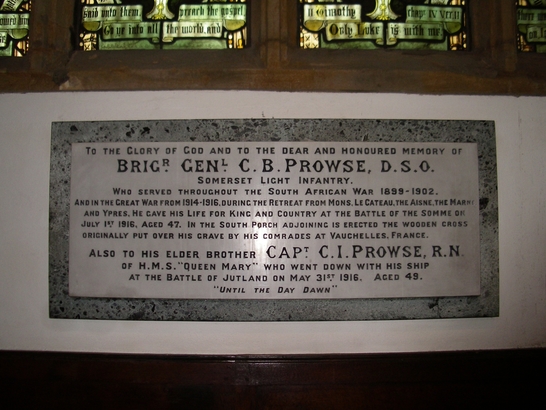 said unto them preach the gospel
Go ye into all the world, and
II Timothy chap IV ver 11
Only Luke is with me
To the Glory of God and to the dear and honoured memory of
Brigr Genl C. B. Prowse, D.S.O.
Somerset Light Infantry.
Who served throughout the South African War 1899-1902,
And in the Great War from 1914-1916, during the Retreat from Mons, Le Cateau, the Aisne, the Marne
and Ypres. He gave his Life for King and Country at the Battle of the Somme on
July 1st 1916, aged 47. In the South Porch adjoining is erected the wooden cross
originally put over his grave by his comrades at Vauchelles, France.
Also to his elder brother Capt C. I. Prowse, R.N.
of H.M.S. "Queen Mary" who went down with his ship
at the Battle of Jutland on May 31st 1916. Aged 49.
"Until the Day Dawn"